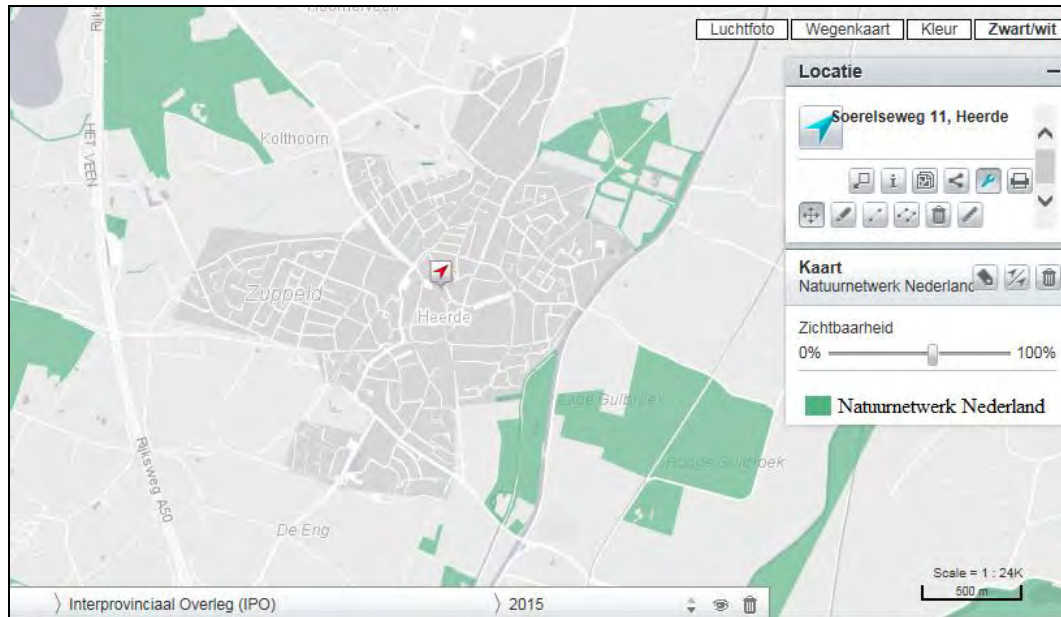 Luchtfoto Wegenkaart Kleur Zwart/wit
Locatie
Soerelseweg 11, Heerde
Kolthoorn
HET VEEN
Kaart
Natuurnetwerk Nederland
Zuppeld
Heerde
Zichtbaarheid
0% 100%
Natuurnetwerk Nederland
Lage Gulbroek
Hooge Gulbroek
Rijksweg A50
De Eng
Scale = 1 : 24K
500 m
Interprovinciaal Overleg (IPO) 2015